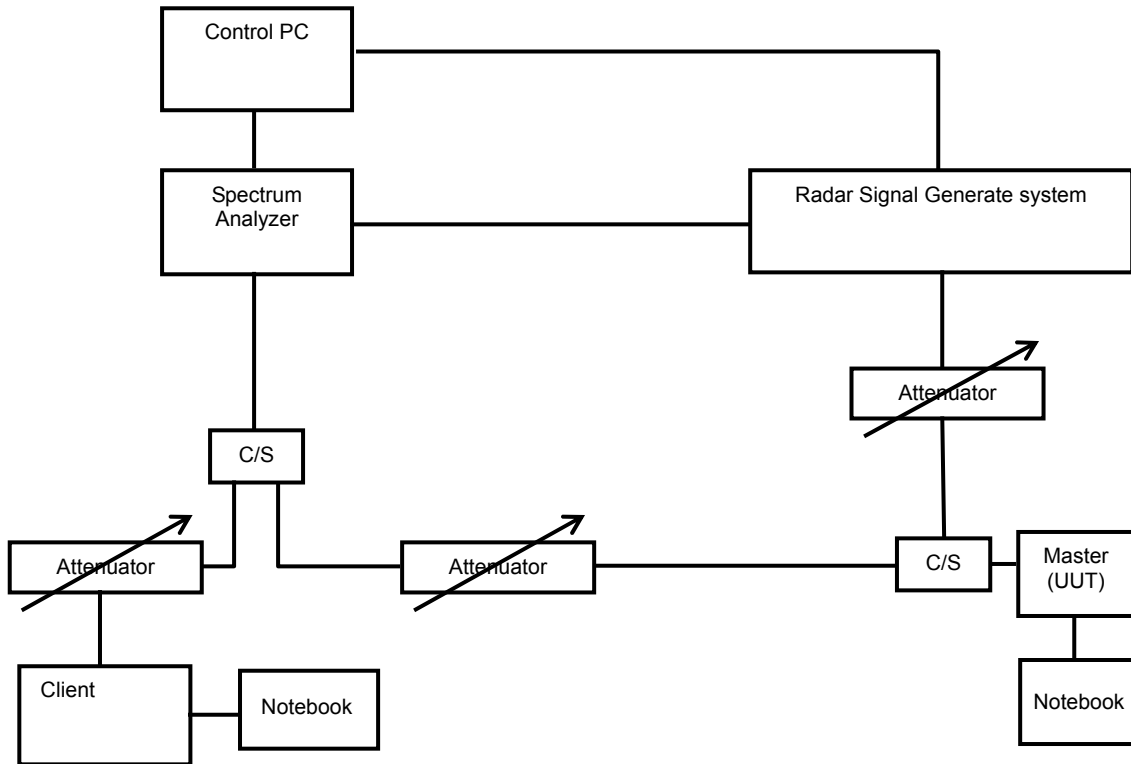 Control PC
Spectrum
Analyzer
Radar Signal Generate system
Attenuator
C/S
Attenuator
Attenuator
C/S
Master
(UUT)
Client
Notebook
Notebook